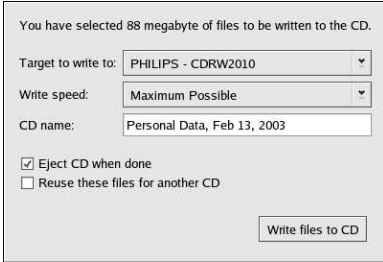 You have selected 88 megabyte of files to be written to the CD.
Target to write to: PHILIPS - CDRW2010
Write speed: Maximum Possible
CD name: Personal Data, Feb 13, 2003
Eject CD when done
Reuse these files for another CD
Write files to CD